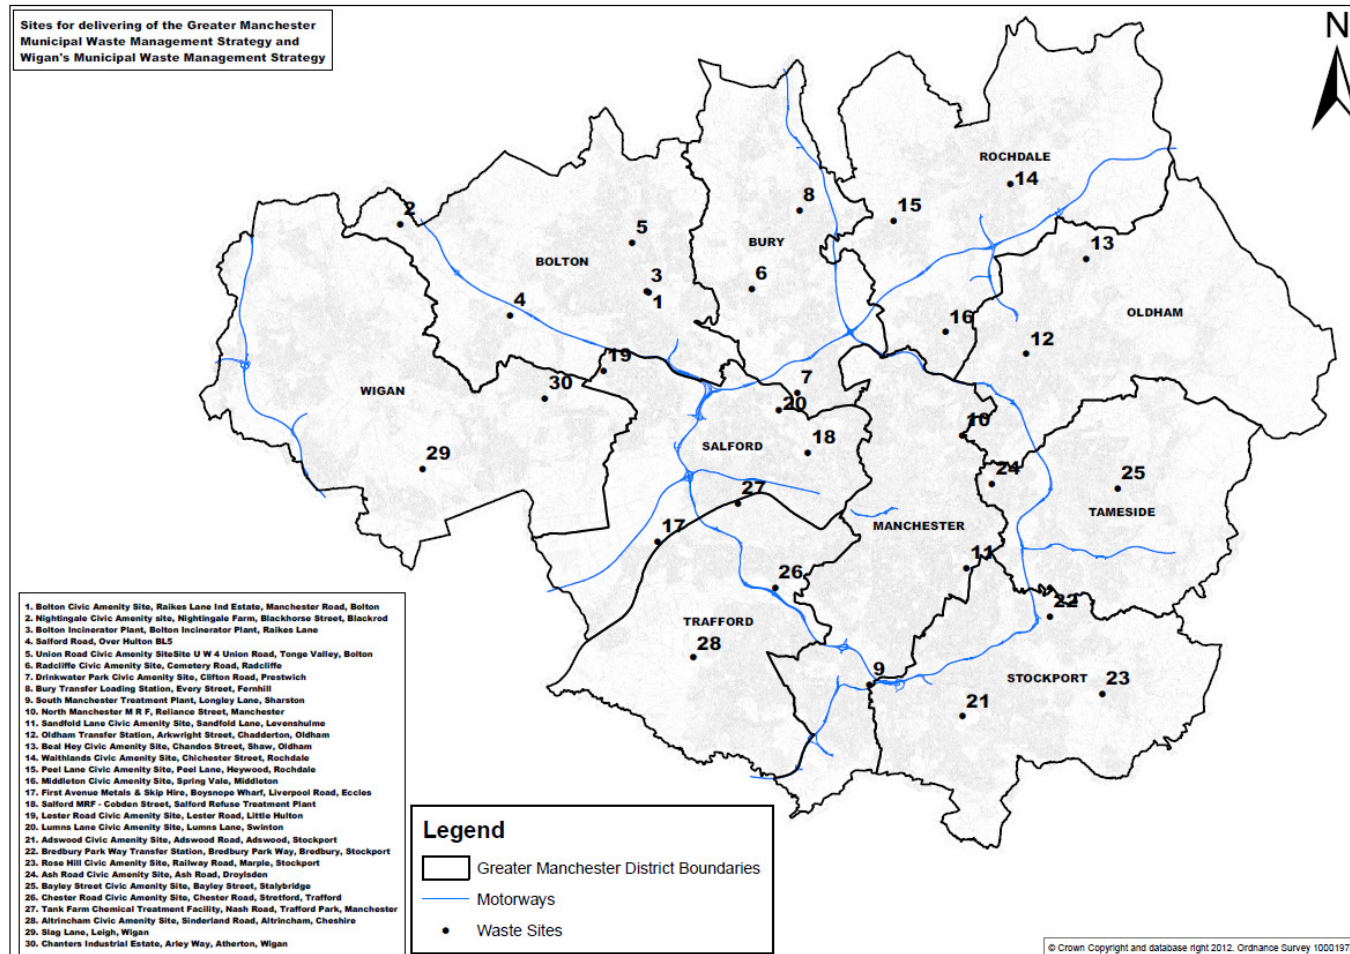 Sites for delivering of the Greater Manchester
Municipal Waste Management Strategy and
Wigan's Municipal Waste Management Strategy
N
ROCHDALE
14
2
8
15
5
BURY
13
BOLTON
3
6
1
4
OLDHAM
16
12
19
WIGAN
30
7
20
10
SALFORD
18
29
24
25
27
TAMESIDE
MANCHESTER
17
11
26
22
TRAFFORD
28
9
STOCKPORT
23
21
1. Bolton Civic Amenity Site, Raikes Lane Ind Estate, Manchester Road, Bolton
2. Nightingale Civic Amenity site, Nightingale Farm, Blackhorse Street, Blackrod
3. Bolton Incinerator Plant, Bolton Incinerator Plant, Raikes Lane
4. Salford Road, Over Hulton BL5
5. Union Road Civic Amenity SiteSite U W 4 Union Road, Tonge Valley, Bolton
6. Radcliffe Civic Amenity Site, Cemetery Road, Radcliffe
7. Drinkwater Park Civic Amenity Site, Clifton Road, Prestwich
8. Bury Transfer Loading Station, Every Street, Fernhill
9. South Manchester Treatment Plant, Longley Lane, Sharston
10. North Manchester M R F, Reliance Street, Manchester
11. Sandfold Lane Civic Amenity Site, Sandfold Lane, Levenshulme
12. Oldham Transfer Station, Arkwright Street, Chadderton, Oldham
13. Beal Hey Civic Amenity Site, Chandos Street, Shaw, Oldham
14. Waithlands Civic Amenity Site, Chichester Street, Rochdale
15. Peel Lane Civic Amenity Site, Peel Lane, Heywood, Rochdale
16. Middleton Civic Amenity Site, Spring Vale, Middleton
17. First Avenue Metals & Skip Hire, Boysnope Wharf, Liverpool Road, Eccles
18. Salford MRF - Cobden Street, Salford Refuse Treatment Plant
19, Lester Road Civic Amenity Site, Lester Road, Little Hulton
20. Lumns Lane Civic Amenity Site, Lumns Lane, Swinton
21. Adswood Civic Amenity Site, Adswood Road, Adswood, Stockport
22. Bredbury Park Way Transfer Station, Bredbury Park Way, Bredbury, Stockport
23. Rose Hill Civic Amenity Site, Railway Road, Marple, Stockport
24. Ash Road Civic Amenity Site, Ash Road, Droylsden
25. Bayley Street Civic Amenity Site, Bayley Street, Stalybridge
26. Chester Road Civic Amenity Site, Chester Road, Stretford, Trafford
27. Tank Farm Chemical Treatment Facility, Nash Road, Trafford Park, Manchester
28. Altrincham Civic Amenity Site, Sinderland Road, Altrincham, Cheshire
29. Slag Lane, Leigh, Wigan
30. Chanters Industrial Estate, Arley Way, Atherton, Wigan
Legend
Greater Manchester District Boundaries
Motorways
Waste Sites
© Crown Copyright and database right 2012. Ordnance Survey 1000197